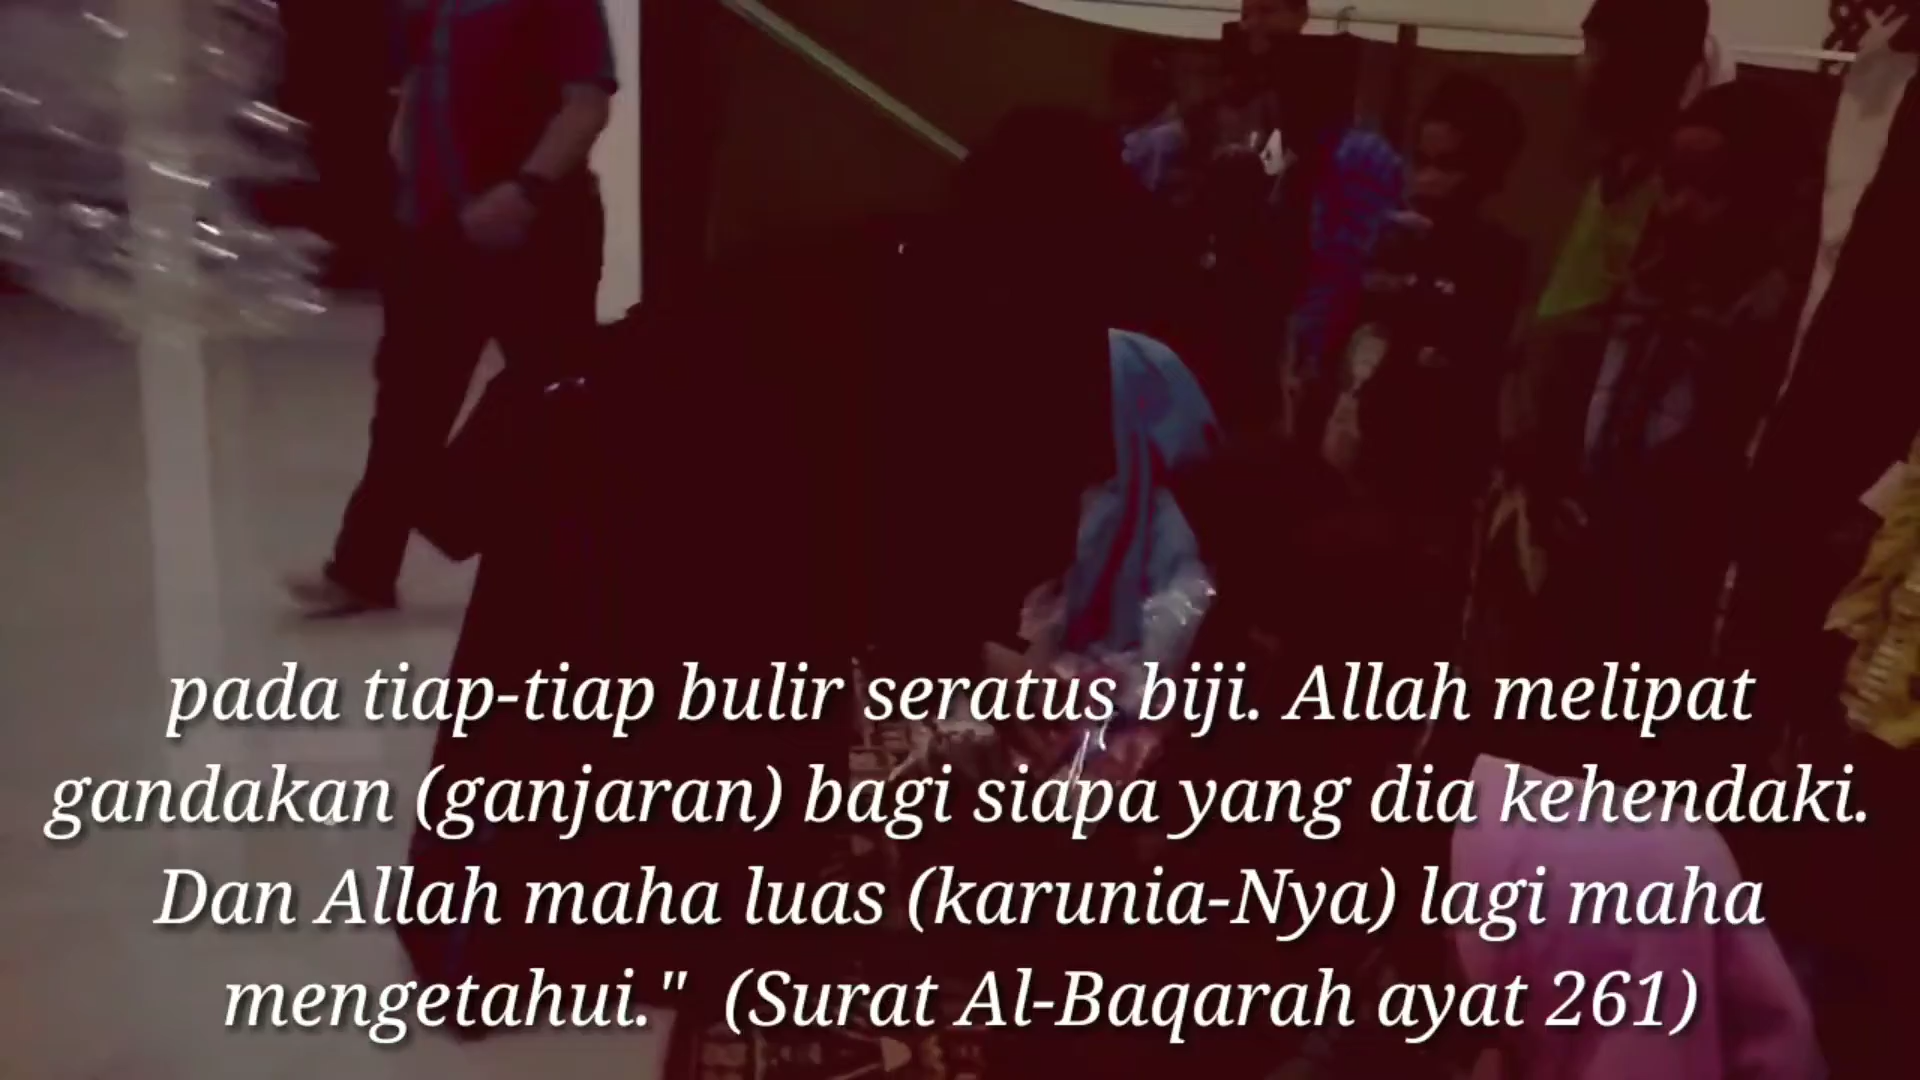 pada tiap-tiap bulir seratus biji. Allah melipat
gandakan (ganjaran) bagi siapa yang dia kehendaki.
Dan Allah maha luas (karunia-Nya) lagi maha
mengetahui." (Surat Al-Baqarah ayat 261)